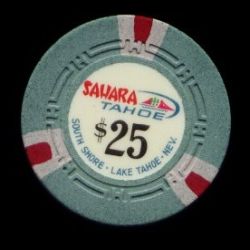 SAHARA
TAHOE
$25
SOUTH SHORE · LAKE TAHOE · NEV.